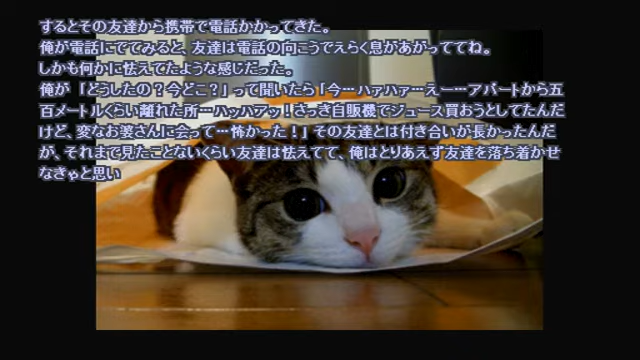 するとその友達から携帯で電話かかってきた。
俺が電話にでてみると、友達は電話の向こうでえらく息があがっててね。
しかも何かに怯えてたような感じだった。
俺が「どうしたの?今どこ?」って聞いたら「今…ハァハァ…えー…アパートから五
百メートルくらい離れた所…ハッハアッ!さっき自販機でジュース買おうとしてたんだ
けど、変なお婆さんに会って…怖かった!」その友達とは付き合いが長かったんだ
が、それまで見たことないくらい友達は怯えてて、俺はとりあえず友達を落ち着かせ
なきゃと思い